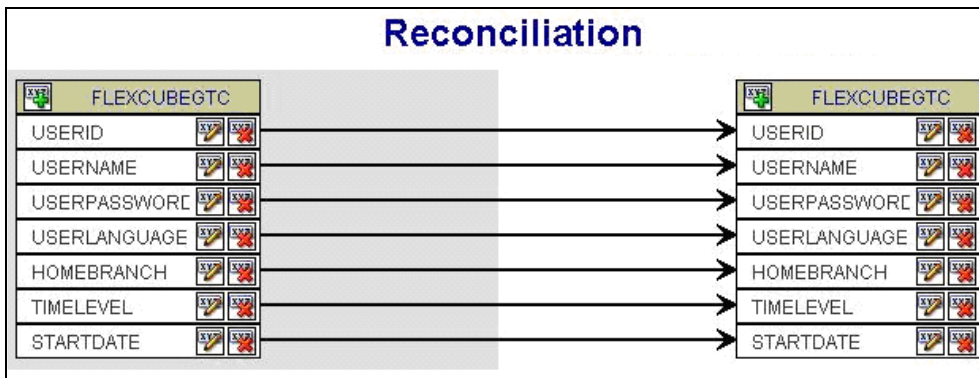 Reconciliation
FLEXCUBEGTC FLEXCUBEGTC
USERID USERID
USERNAME USERNAME
USERPASSWORD USERPASSWORD
USERLANGUAGE USERLANGUAGE
HOMEBRANCH HOMEBRANCH
TIMELEVEL TIMELEVEL
STARTDATE STARTDATE